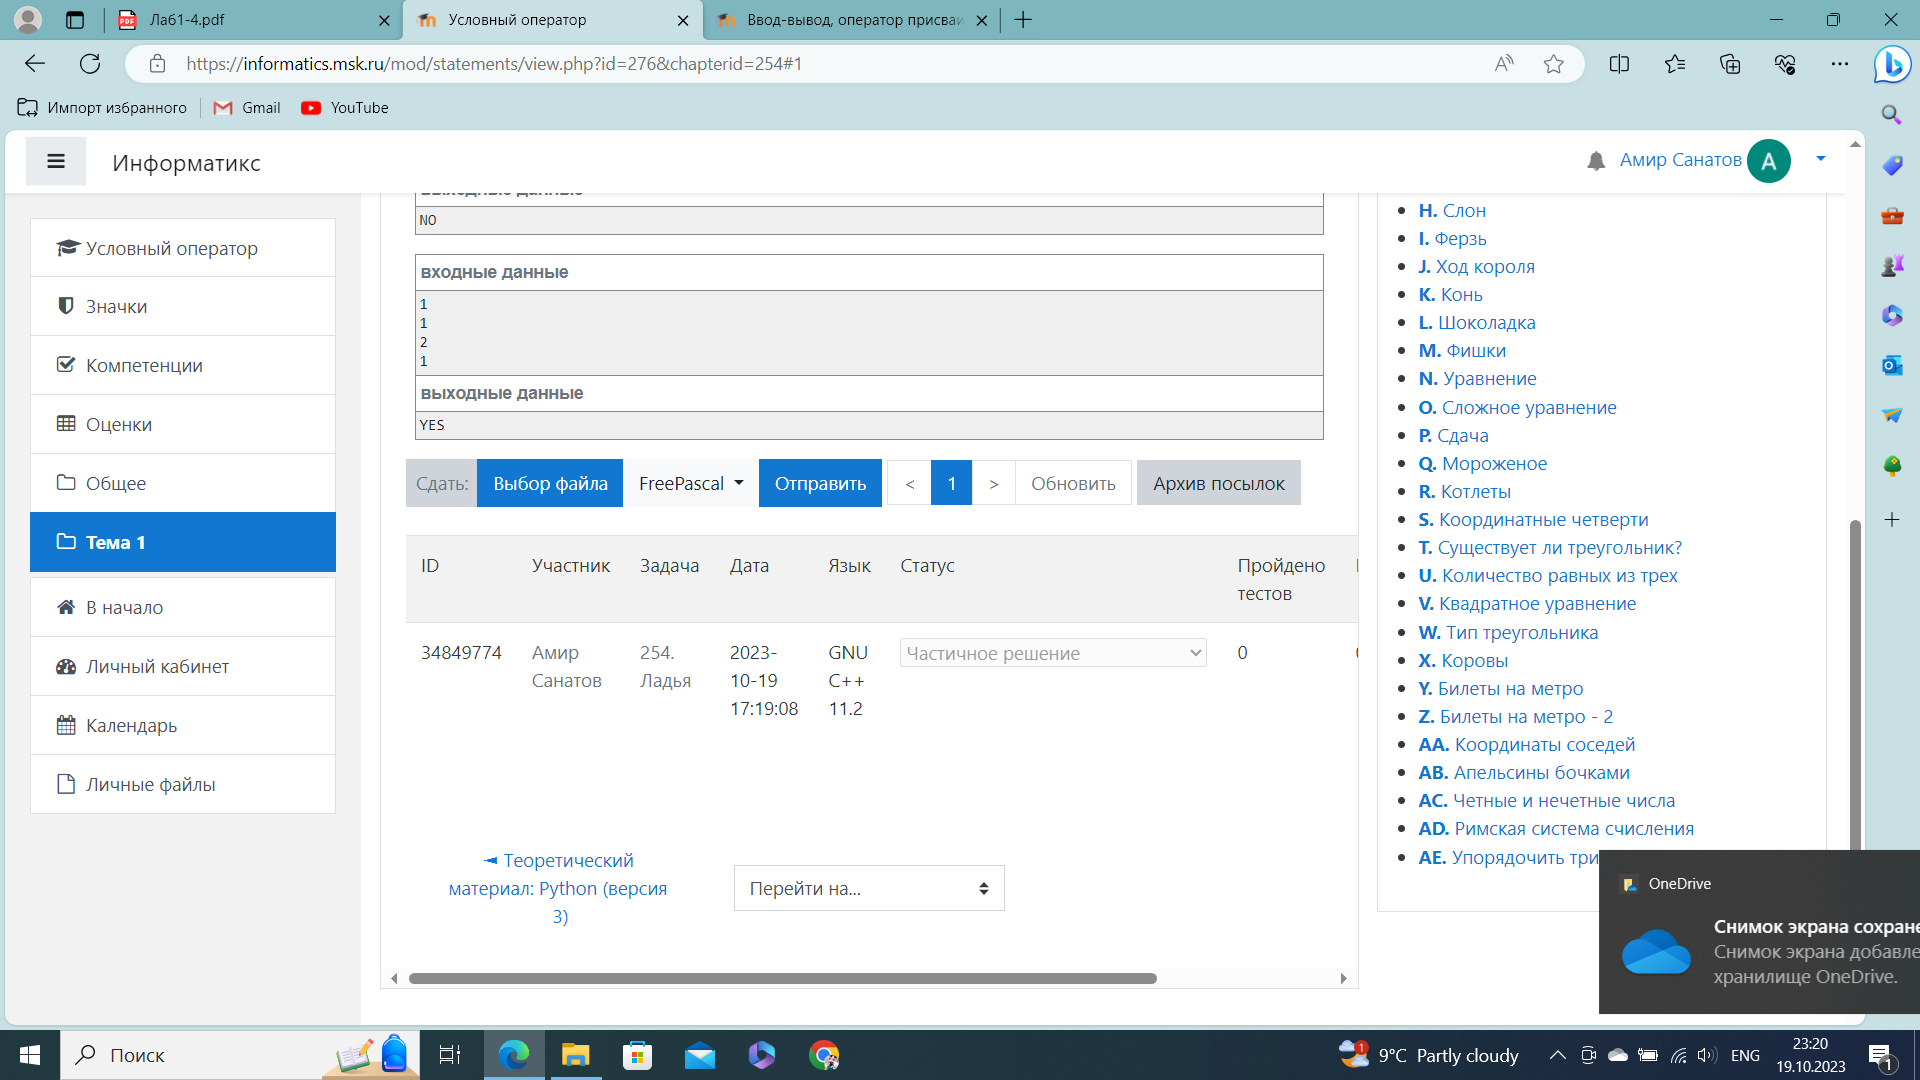 Ла61-4.pdf
Условный оператор
Ввод-вывод, оператор присваи
https://informatics.msk.ru/mod/statements/view.php?id=276&chapterid=254#1
Импорт избранного
Gmail
YouTube
Информатикс
Амир Санатов
A
Условный оператор
Значки
Компетенции
Оценки
Общее
Тема 1
В начало
Личный кабинет
Календарь
Личные файлы
выходные данные
NO
входные данные
1
1
2
1
выходные данные
YES
Сдать: Выбор файла FreePascal Отправить < 1 > Обновить Архив посылок
ID Участник Задача Дата Язык Статус Пройдено тестов
34849774 Амир Санатов 254. Ладья 2023-10-19 17:19:08 GNU C++ 11.2 Частичное решение 0
◄ Теоретический
материал: Python (версия
3)
Перейти на...
H. Слон
I. Ферзь
J. Ход короля
K. Конь
L. Шоколадка
M. Фишки
N. Уравнение
O. Сложное уравнение
P. Сдача
Q. Мороженое
R. Котлеты
S. Координатные четверти
T. Существует ли треугольник?
U. Количество равных из трех
V. Квадратное уравнение
W. Тип треугольника
X. Коровы
Y. Билеты на метро
Z. Билеты на метро - 2
AA. Координаты соседей
AB. Апельсины бочками
AC. Четные и нечетные числа
AD. Римская система счисления
AE. Упорядочить три
OneDrive
Снимок экрана сохране
Снимок экрана добавле
хранилище OneDrive.
Поиск
1
9°C Partly cloudy
ENG
23:20
19.10.2023
1